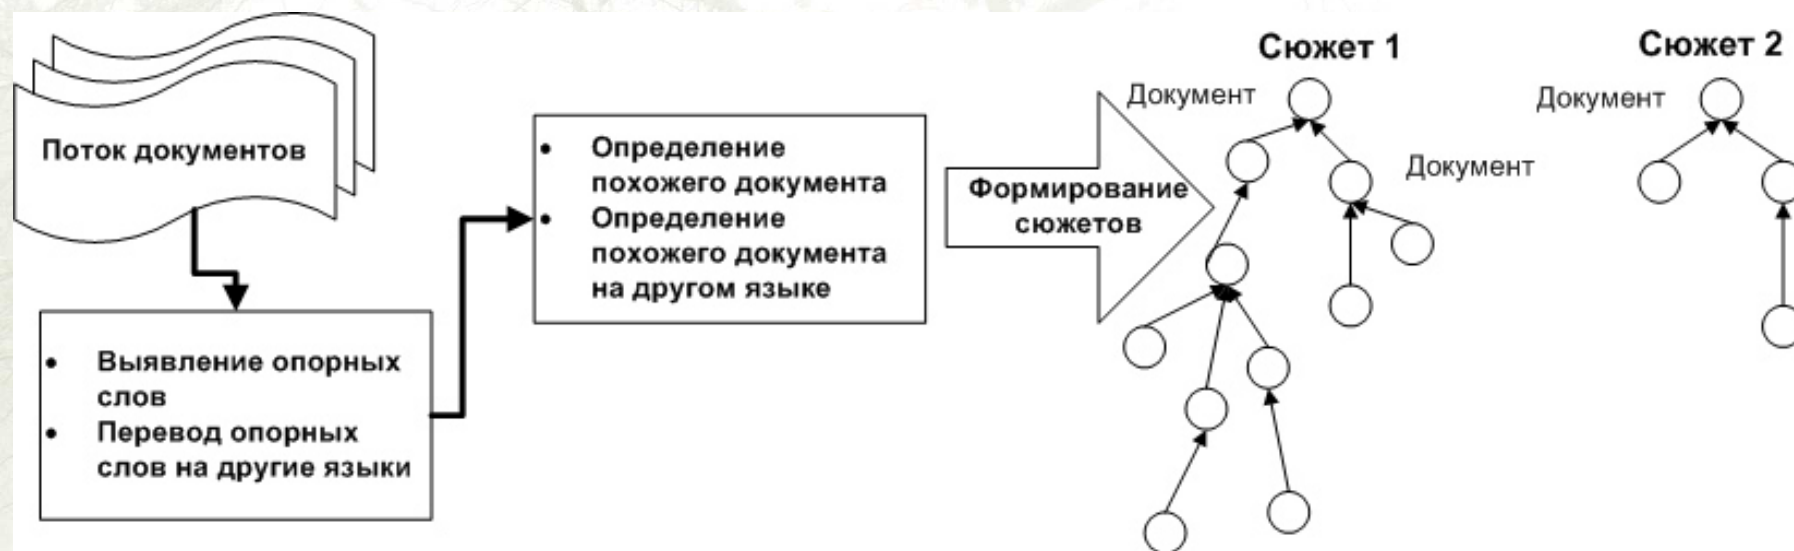 Поток документов
• Выявление опорных
слов
• Перевод опорных
слов на другие языки
• Определение
похожего документа
• Определение
похожего документа
на другом языке
Формирование
сюжетов
Сюжет 1
Документ
Документ
Сюжет 2
Документ